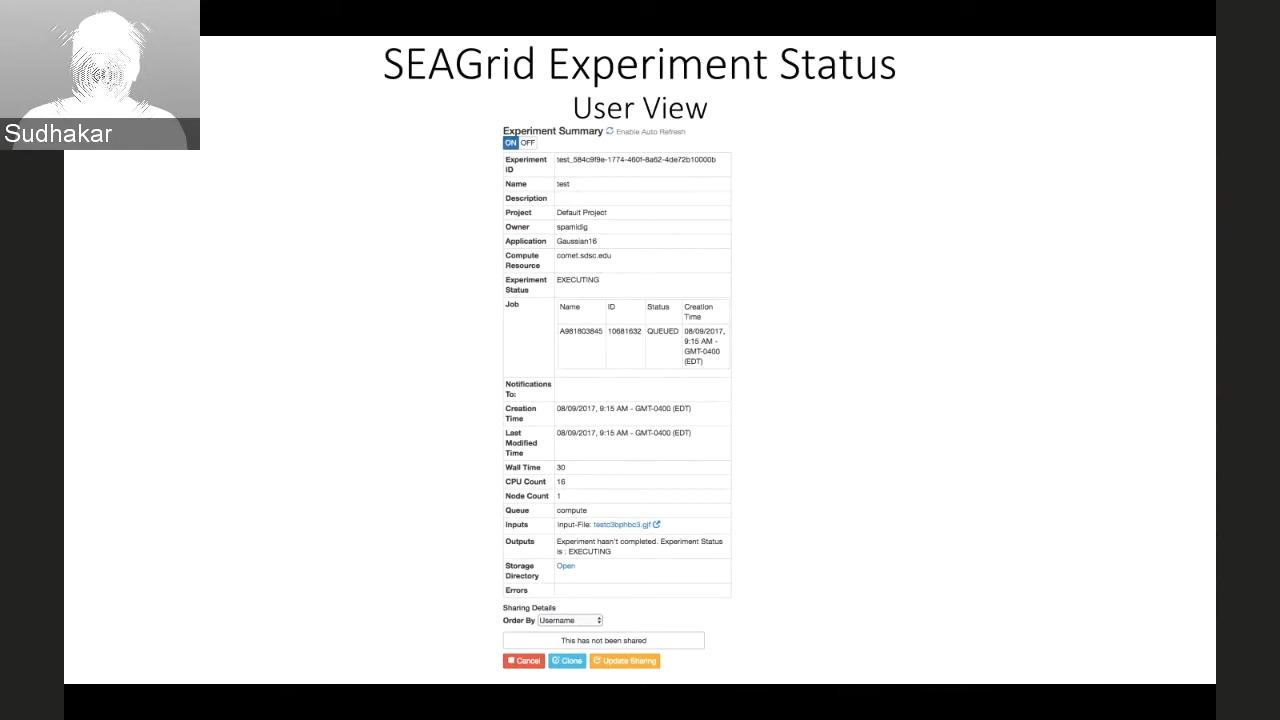 SEAGrid Experiment Status
User View
Sudhakar
Experiment Summary Enable Auto Refresh
ON OFF
Experiment ID test_584c9f9e-1774-460f-8a62-4de72b10000b
Name test
Description
Project Default Project
Owner spamidig
Application Gaussian16
Compute Resource comet.sdsc.edu
Experiment Status EXECUTING
Job
Name ID Status Creation Time
A981803845 10681632 QUEUED 08/09/2017, 9:15 AM - GMT-0400 (EDT)
Notifications To:
Creation Time 08/09/2017, 9:15 AM - GMT-0400 (EDT)
Last Modified Time 08/09/2017, 9:15 AM - GMT-0400 (EDT)
Wall Time 30
CPU Count 16
Node Count 1
Queue compute
Inputs Input-File: testc3bphbc3.gjf
Outputs Experiment hasn't completed. Experiment Status is : EXECUTING
Storage Directory Open
Errors
Sharing Details
Order By Username
This has not been shared
Cancel Clone Update Sharing